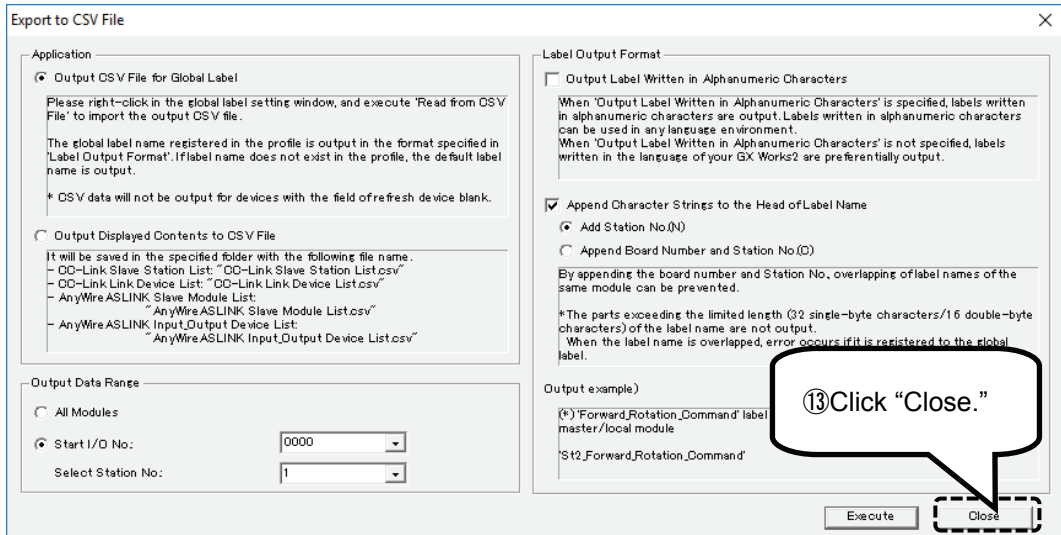 Export to CSV File
Application
Output CSV File for Global Label
Please right-click in the global label setting window, and execute 'Read from CSV
File' to import the output CSV file.
The global label name registered in the profile is output in the format specified in
'Label Output Format'. If label name does not exist in the profile, the default label
name is output.
* CSV data will not be output for devices with the field of refresh device blank.
Output Displayed Contents to CSV File
It will be saved in the specified folder with the following file name.
- CC-Link Slave Station List: "CC-Link Slave Station List.csv"
- CC-Link Link Device List: "CC-Link Link Device List.csv"
- AnyWireASLINK Slave Module List:
"AnyWireASLINK Slave Module List.csv"
- AnyWireASLINK Input_Output Device List:
"AnyWireASLINK Input_Output Device List.csv"
Output Data Range
All Modules
Start I/O No.: 0000
Select Station No.: 1
Label Output Format
Output Label Written in Alphanumeric Characters
When 'Output Label Written in Alphanumeric Characters' is specified, labels written
in alphanumeric characters are output. Labels written in alphanumeric characters
can be used in any language environment.
When 'Output Label Written in Alphanumeric Characters' is not specified, labels
written in the language of your GX Works2 are preferentially output.
Append Character Strings to the Head of Label Name
Add Station No.(N)
Append Board Number and Station No.(C)
By appending the board number and Station No., overlapping of label names of the
same module can be prevented.
*The parts exceeding the limited length (32 single-byte characters/16 double-byte
characters) of the label name are not output.
When the label name is overlapped, error occurs if it is registered to the global
label.
Output example)
(*) 'Forward_Rotation_Command' label
master/local module
'St2_Forward_Rotation_Command'
⑬Click “Close.”
Execute
Close